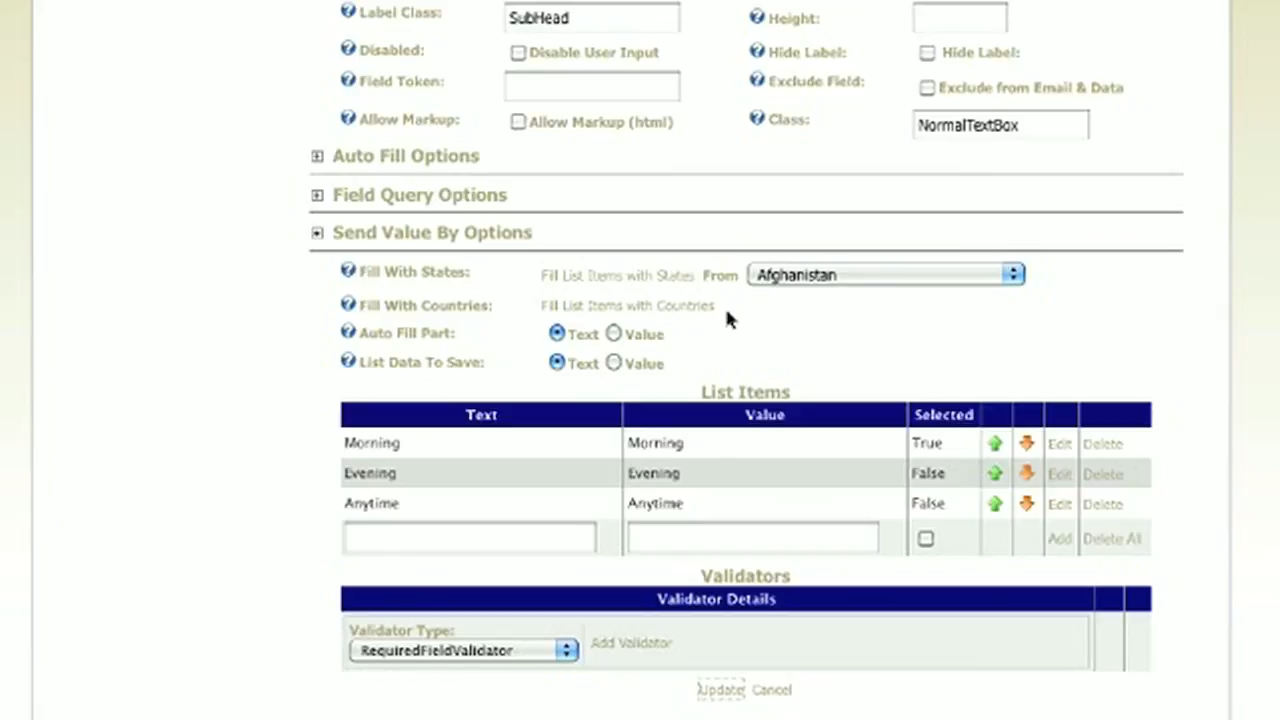 Label Class: SubHead Height:
Disabled: Disable User Input Hide Label: Hide Label:
Field Token: Exclude Field: Exclude from Email & Data
Allow Markup: Allow Markup (html) Class: NormalTextBox
Auto Fill Options
Field Query Options
Send Value By Options
Fill With States: Fill List Items with States From Afghanistan
Fill With Countries: Fill List Items with Countries
Auto Fill Part: Text Value
List Data To Save: Text Value
List Items
Text Value Selected
Morning Morning True Edit Delete
Evening Evening False Edit Delete
Anytime Anytime False Edit Delete
Add Delete All
Validators
Validator Details
Validator Type:
RequiredFieldValidator Add Validator
Update Cancel